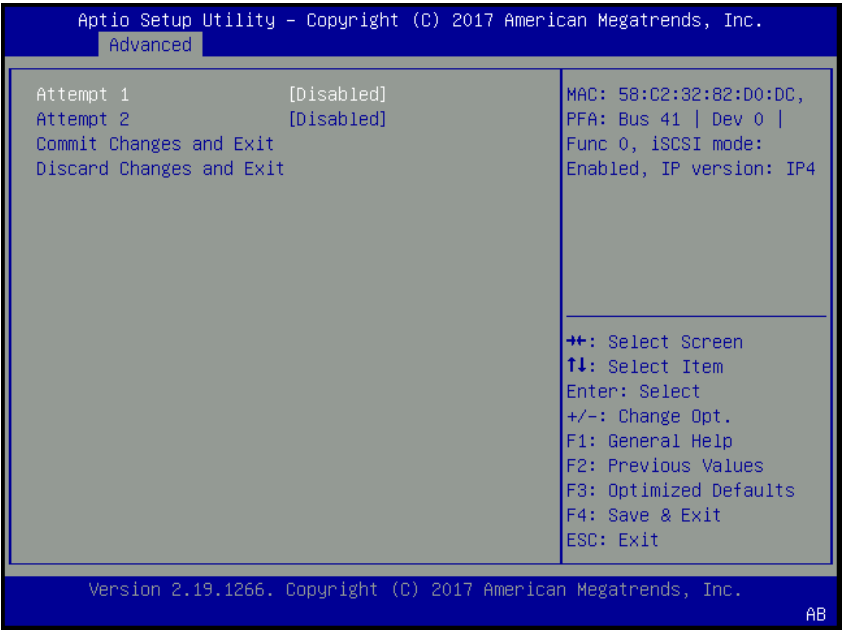 Aptio Setup Utility – Copyright (C) 2017 American Megatrends, Inc.
Advanced
Attempt 1 [Disabled]
Attempt 2 [Disabled]
Commit Changes and Exit
Discard Changes and Exit
MAC: 58:C2:32:82:D0:DC,
PFA: Bus 41 | Dev 0 |
Func 0, iSCSI mode:
Enabled, IP version: IP4
→←: Select Screen
↑↓: Select Item
Enter: Select
+/-: Change Opt.
F1: General Help
F2: Previous Values
F3: Optimized Defaults
F4: Save & Exit
ESC: Exit
Version 2.19.1266. Copyright (C) 2017 American Megatrends, Inc.
AB